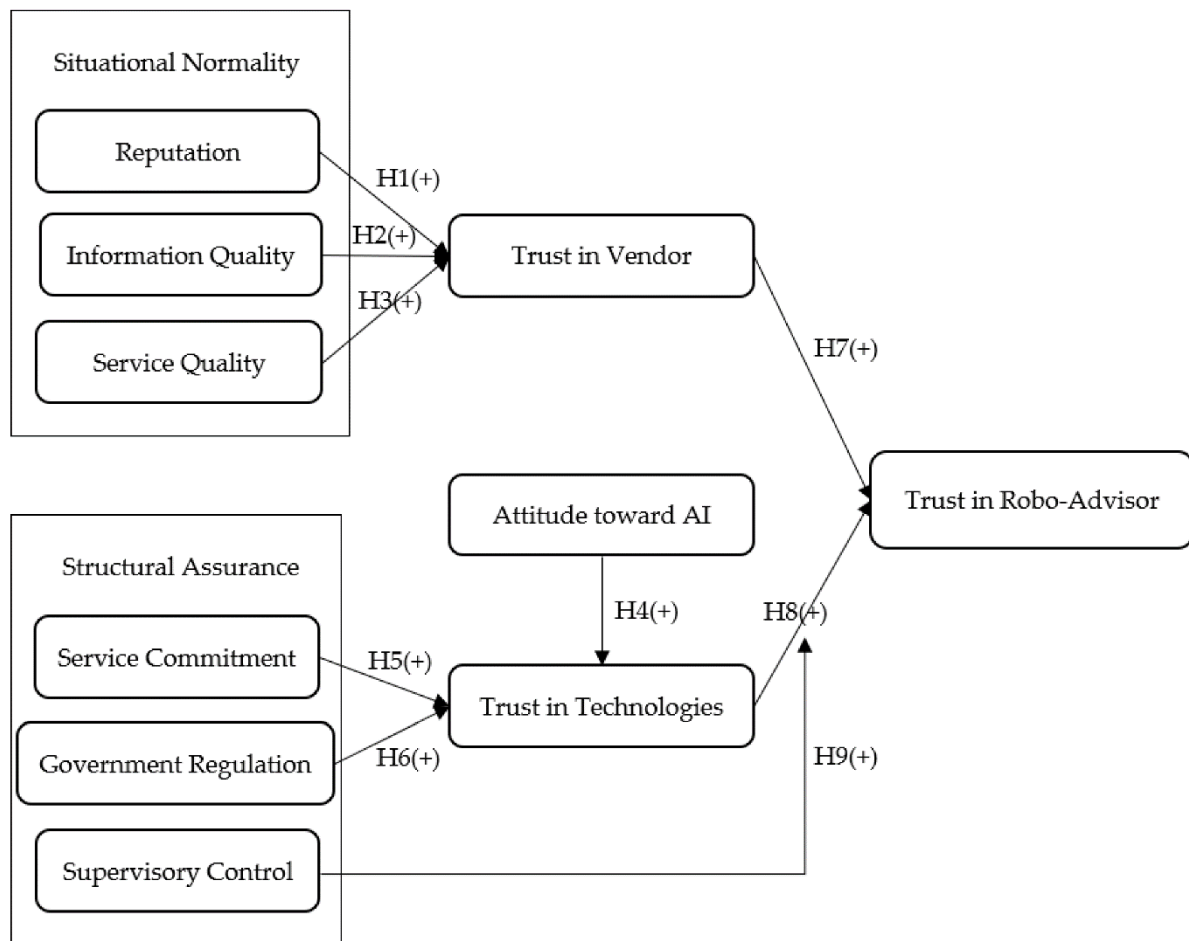 Situational Normality
Reputation
H1(+)
Information Quality
H2(+)
Trust in Vendor
H3(+)
Service Quality
H7(+)
Attitude toward AI
Trust in Robo-Advisor
Structural Assurance
H4(+)
H8(+)
Service Commitment
H5(+)
Trust in Technologies
Government Regulation
H6(+)
H9(+)
Supervisory Control